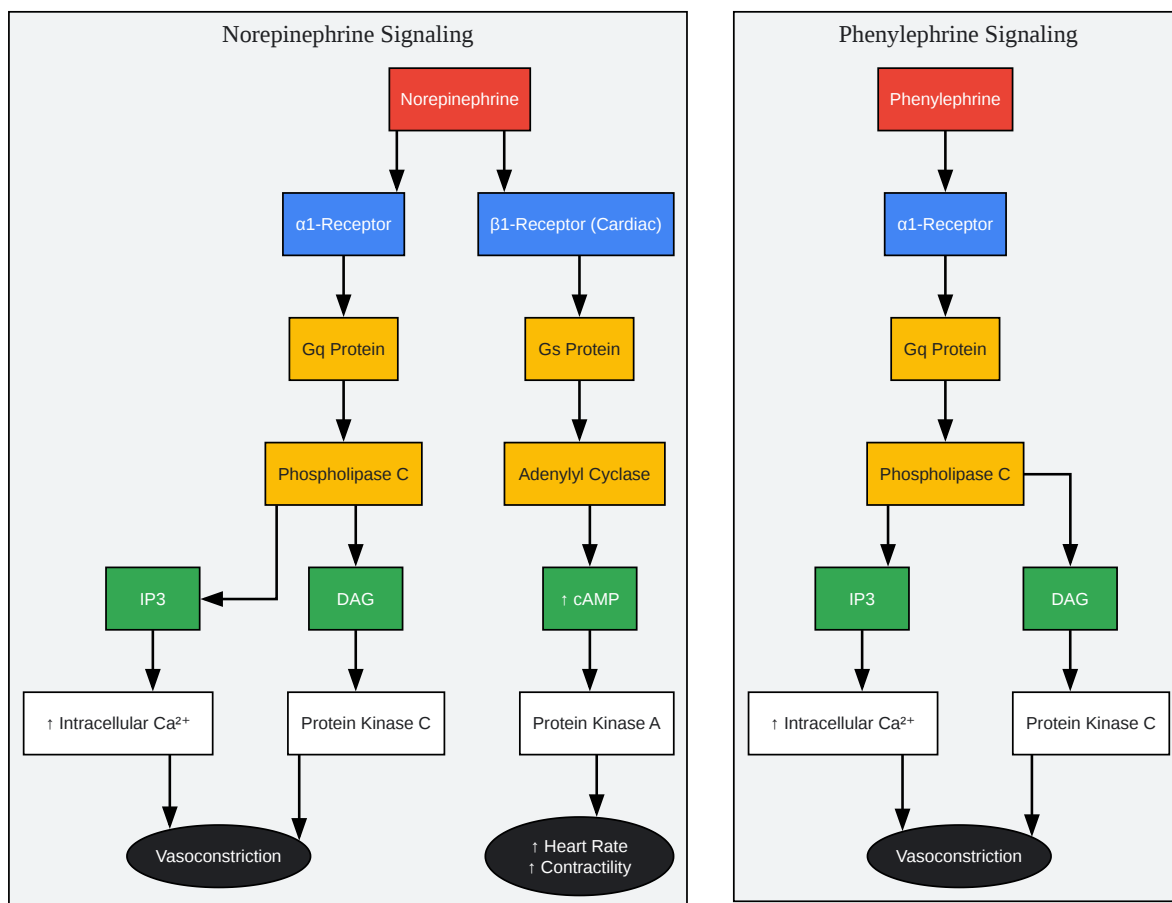 Norepinephrine Signaling
Norepinephrine
α1-Receptor
β1-Receptor (Cardiac)
Gq Protein
Gs Protein
Phospholipase C
Adenylyl Cyclase
IP3
DAG
↑ cAMP
↑ Intracellular Ca²⁺
Protein Kinase C
Protein Kinase A
Vasoconstriction
↑ Heart Rate
↑ Contractility
Phenylephrine Signaling
Phenylephrine
α1-Receptor
Gq Protein
Phospholipase C
IP3
DAG
↑ Intracellular Ca²⁺
Protein Kinase C
Vasoconstriction